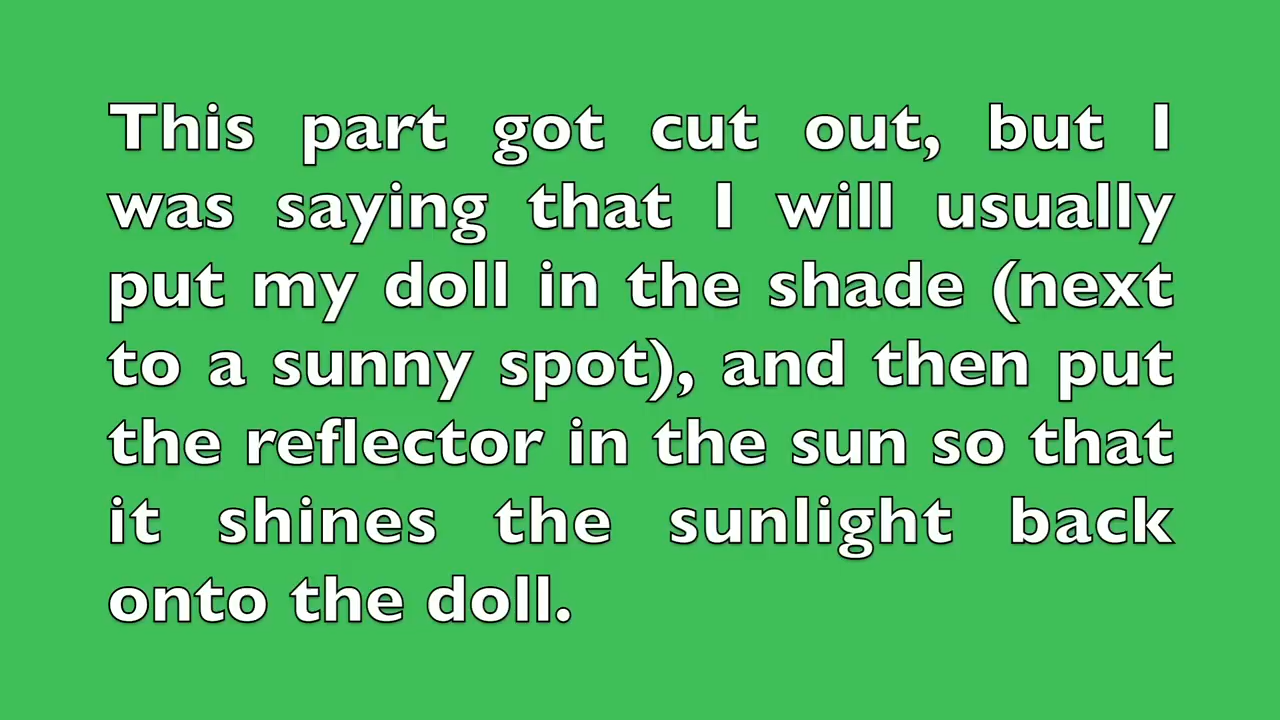 This part got cut out, but I
was saying that I will usually
put my doll in the shade (next
to a sunny spot), and then put
the reflector in the sun so that
it shines the sunlight back
onto the doll.